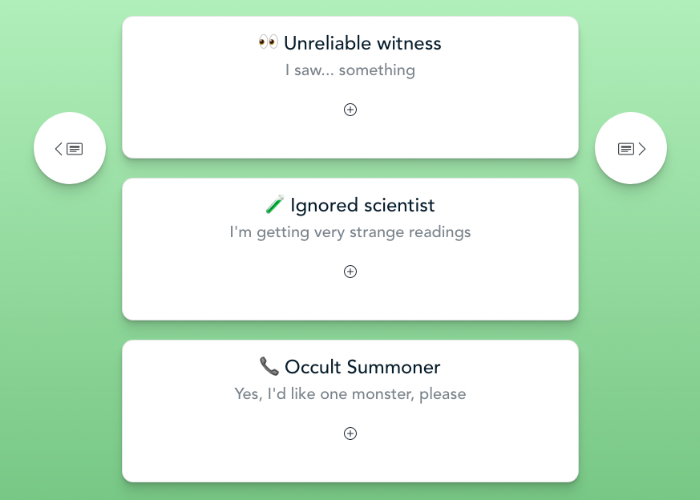 👀 Unreliable witness
I saw... something
🧪 Ignored scientist
I'm getting very strange readings
📞 Occult Summoner
Yes, I'd like one monster, please